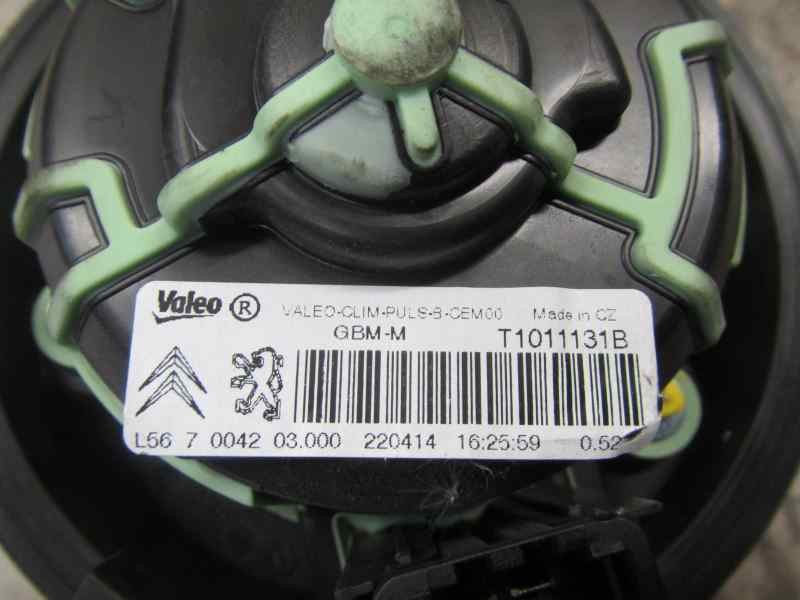 Valeo ® VALEO-CLIM-PULS-B-CEM00 Made in CZ
GBM-M T1011131B
L56 7 0042 03.000 220414 16:25:59 0.52